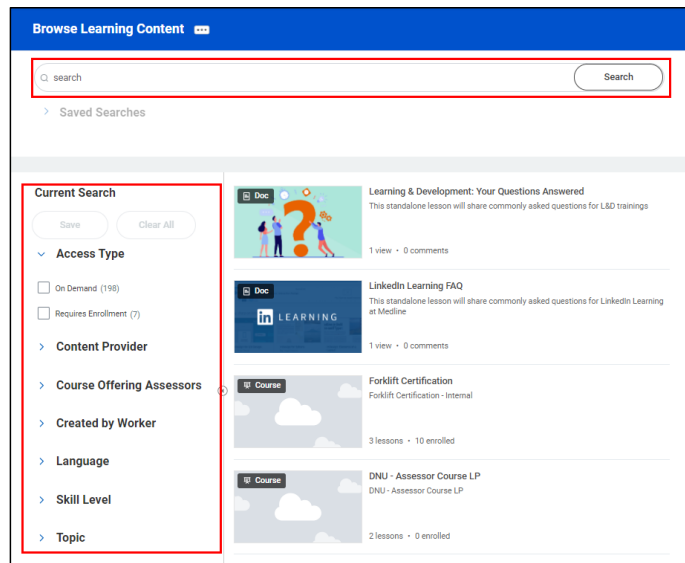 Browse Learning Content
search
Search
Saved Searches
Current Search
Save
Clear All
Access Type
On Demand (198)
Requires Enrollment (7)
Content Provider
Course Offering Assessors
Created by Worker
Language
Skill Level
Topic
Doc
Learning & Development: Your Questions Answered
This standalone lesson will share commonly asked questions for L&D trainings
1 view • 0 comments
Doc
in LEARNING
LinkedIn Learning FAQ
This standalone lesson will share commonly asked questions for LinkedIn Learning
at Medline
1 view • 0 comments
Course
Forklift Certification
Forklift Certification - Internal
3 lessons • 10 enrolled
Course
DNU - Assessor Course LP
DNU - Assessor Course LP
2 lessons • 0 enrolled